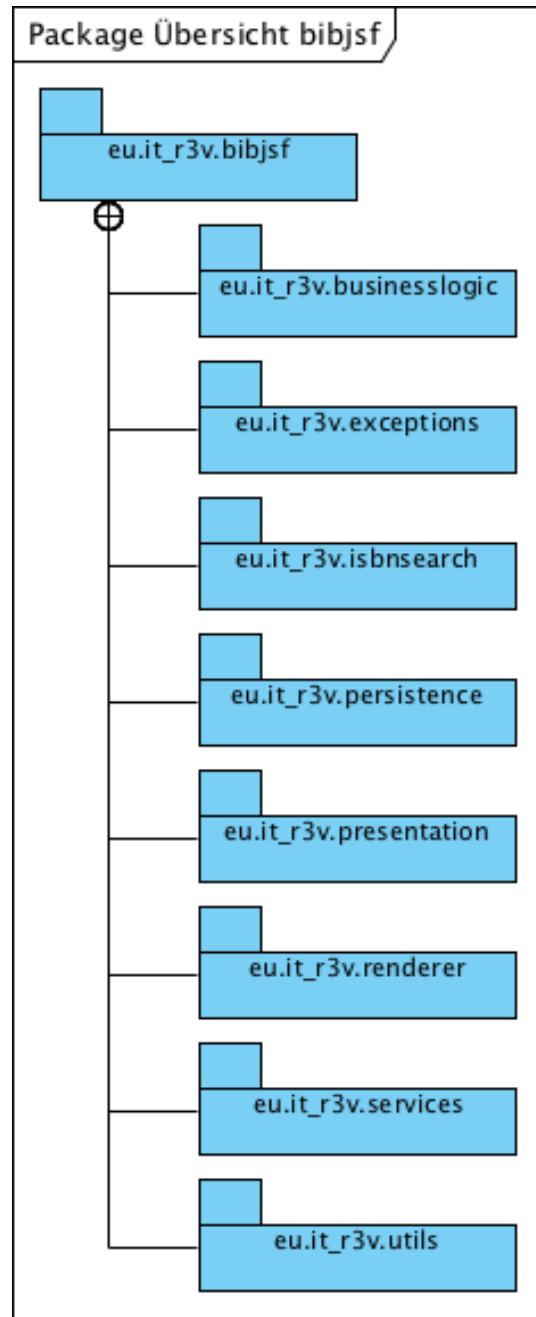 Package Übersicht bibjsf
eu.it_r3v.bibjsf
eu.it_r3v.businesslogic
eu.it_r3v.exceptions
eu.it_r3v.isbnsearch
eu.it_r3v.persistence
eu.it_r3v.presentation
eu.it_r3v.renderer
eu.it_r3v.services
eu.it_r3v.utils